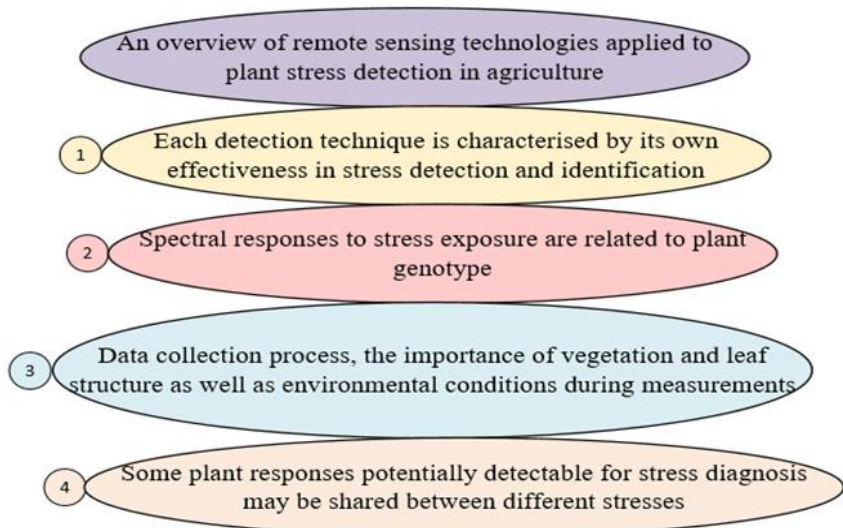 An overview of remote sensing technologies applied to
plant stress detection in agriculture
1
Each detection technique is characterised by its own
effectiveness in stress detection and identification
2
Spectral responses to stress exposure are related to plant
genotype
3
Data collection process, the importance of vegetation and leaf
structure as well as environmental conditions during measurements
4
Some plant responses potentially detectable for stress diagnosis
may be shared between different stresses